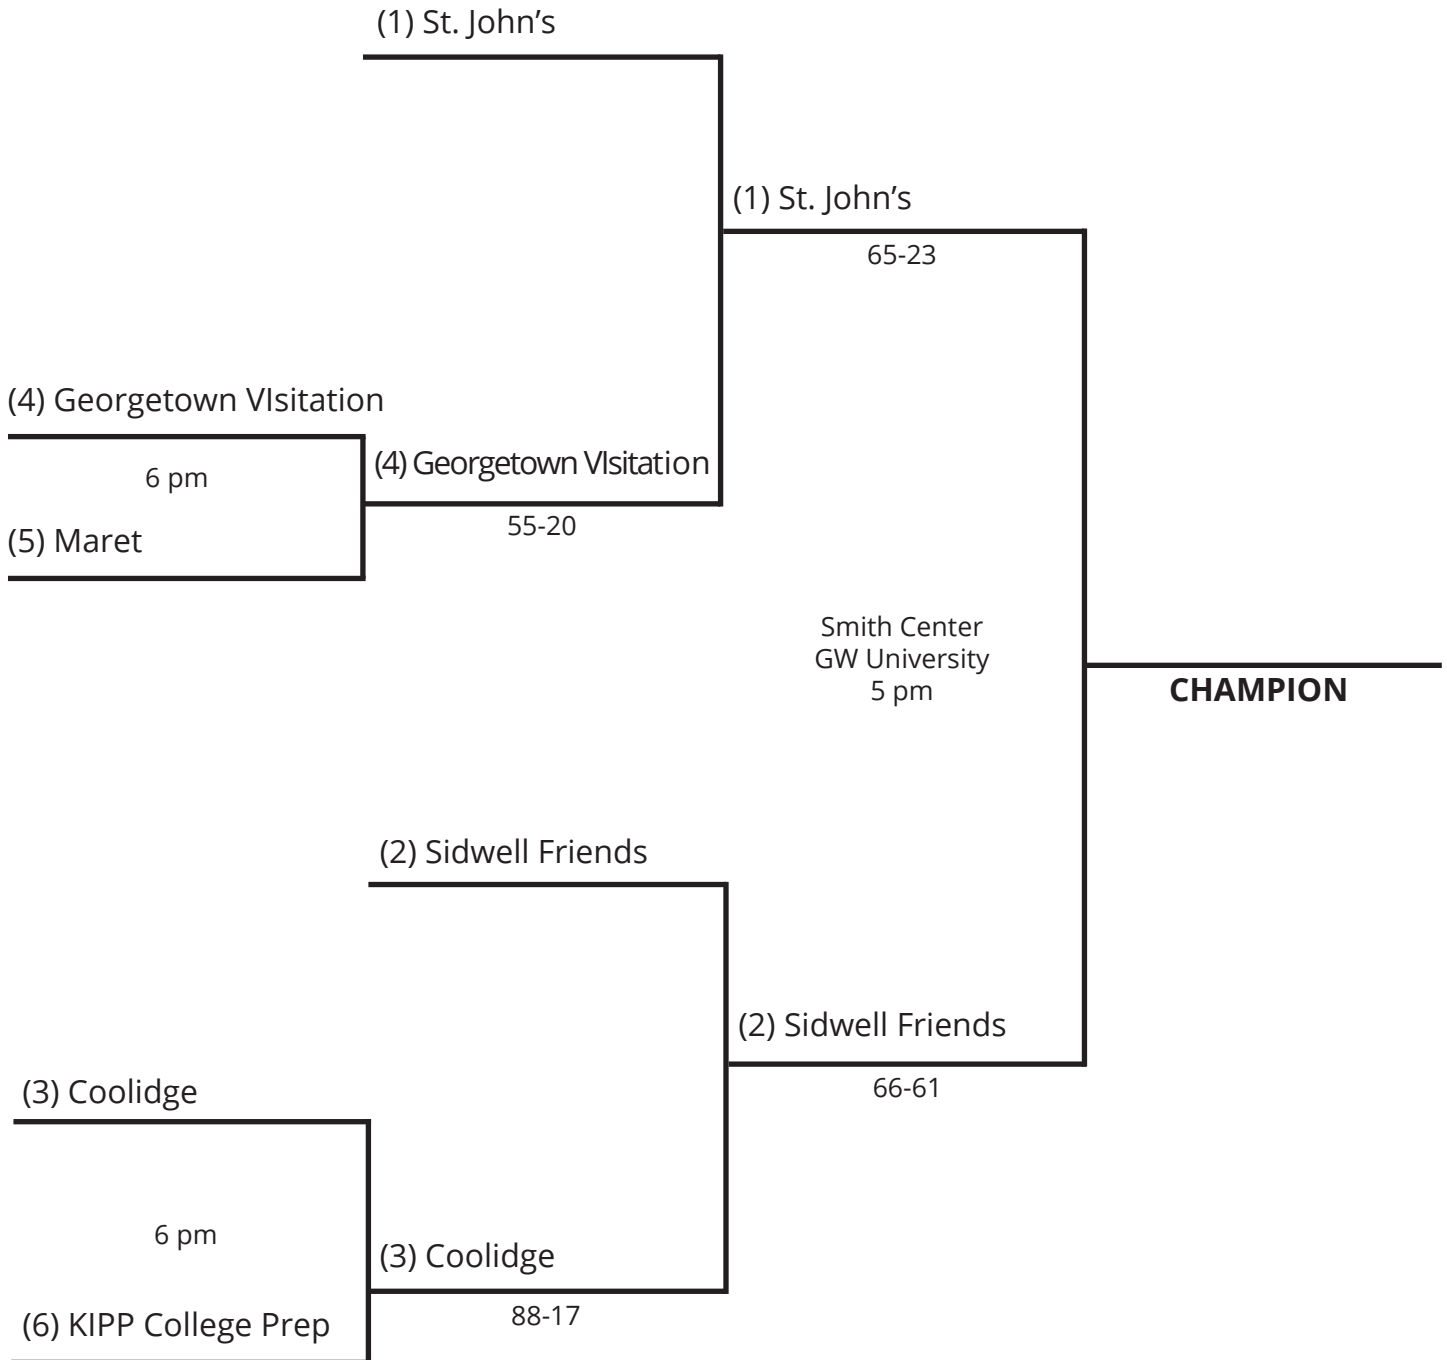 (1) St. John’s
(1) St. John’s
65-23
(4) Georgetown VIsitation
6 pm
(4) Georgetown VIsitation
55-20
(5) Maret
Smith Center
GW University
5 pm
CHAMPION
(2) Sidwell Friends
(2) Sidwell Friends
66-61
(3) Coolidge
6 pm
(3) Coolidge
88-17
(6) KIPP College Prep